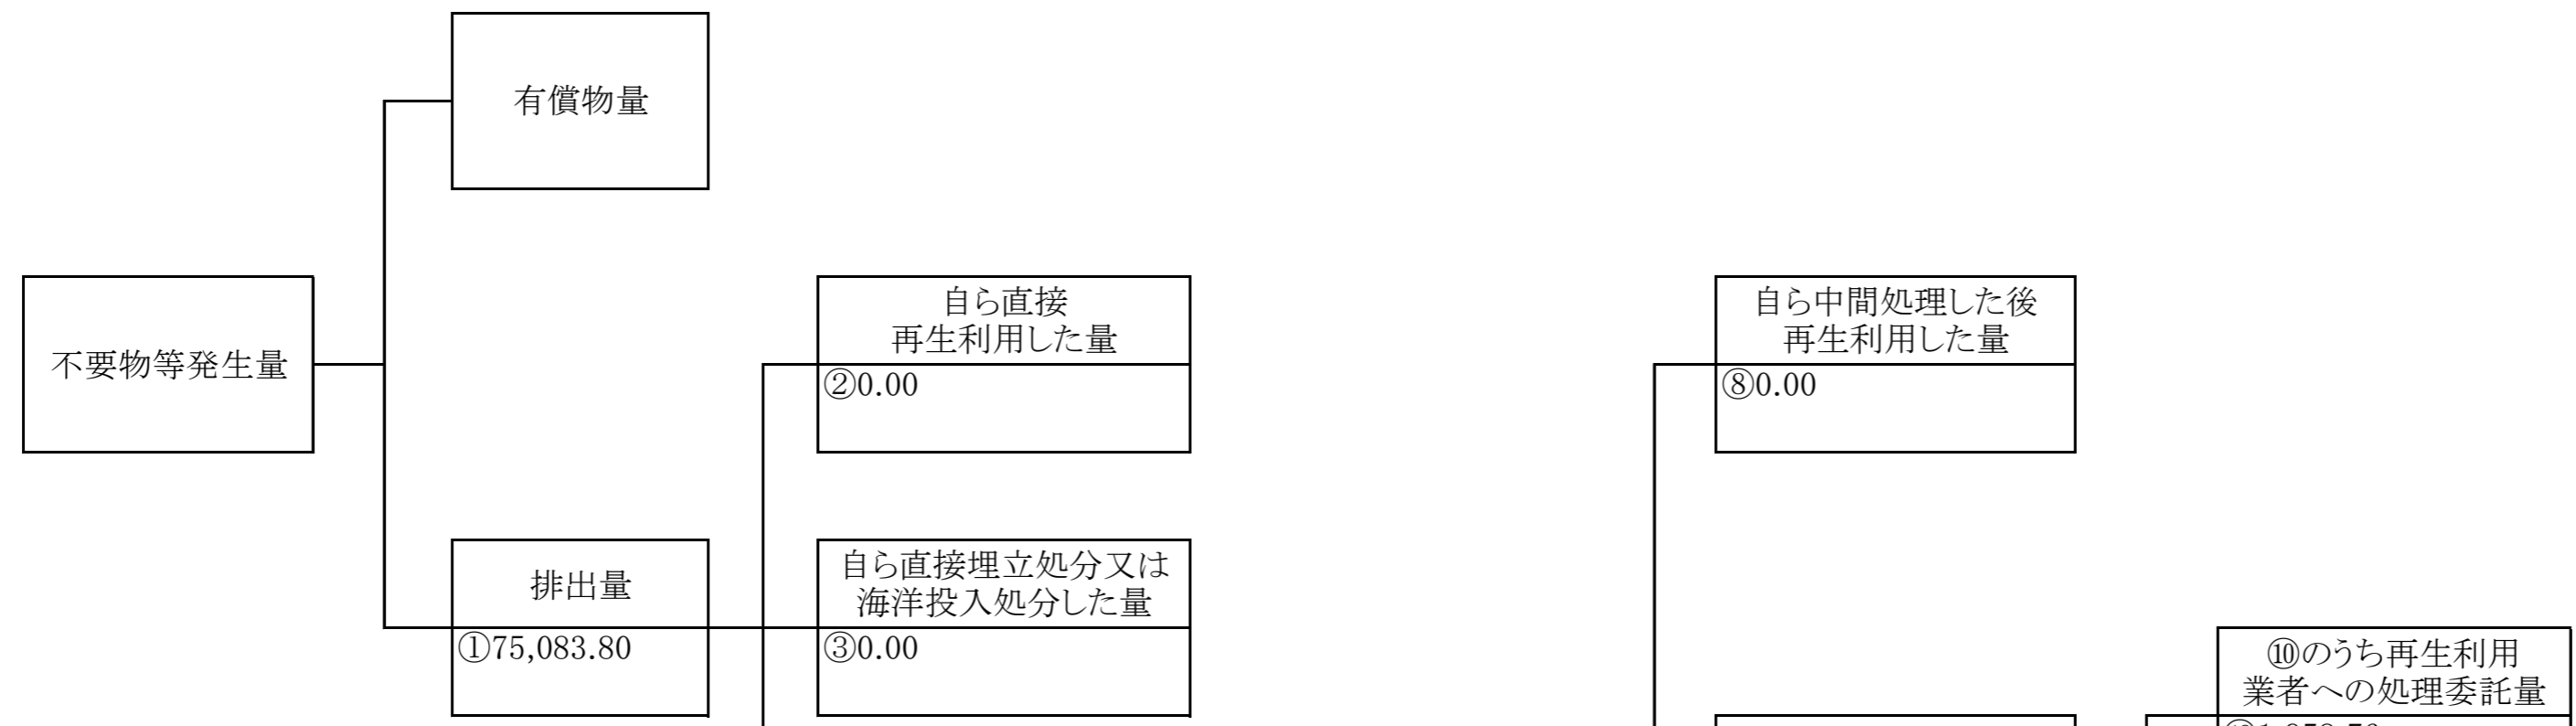 有償物量
不要物等発生量
自ら直接
再生利用した量
②0.00
自ら中間処理した後
再生利用した量
⑧0.00
排出量
①75,083.80
自ら直接埋立処分又は
海洋投入処分した量
③0.00
⑩のうち再生利用
業者への処理委託量